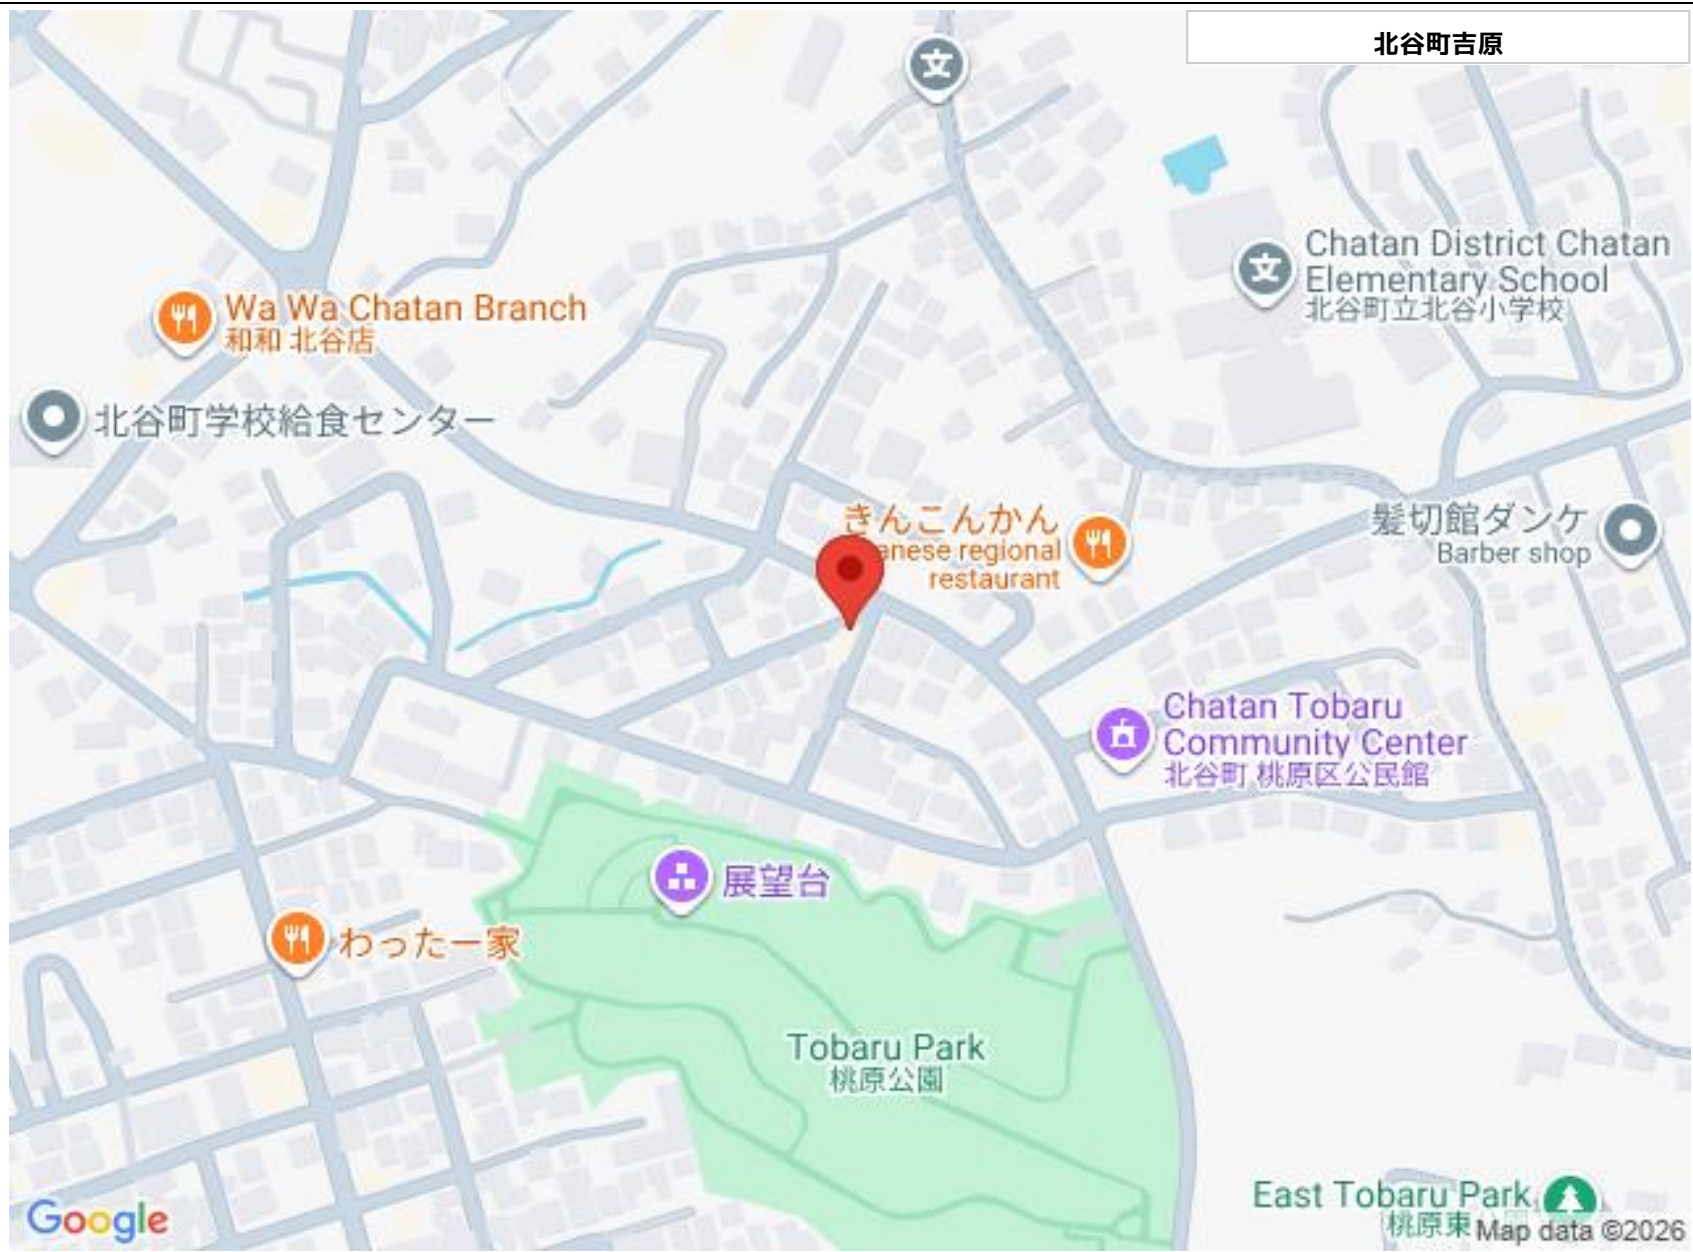 北谷町吉原
文
Chatan District Chatan
Elementary School
北谷町立北谷小学校
文
Wa Wa Chatan Branch
和和 北谷店
北谷町学校給食センター
きんこんかん
anese regional
restaurant
髪切館ダンケ
Barber shop
Chatan Tobaru
Community Center
北谷町 桃原区公民館
展望台
わったー家
Tobaru Park
桃原公園
East Tobaru Park
桃原東
Google
Map data ©2026